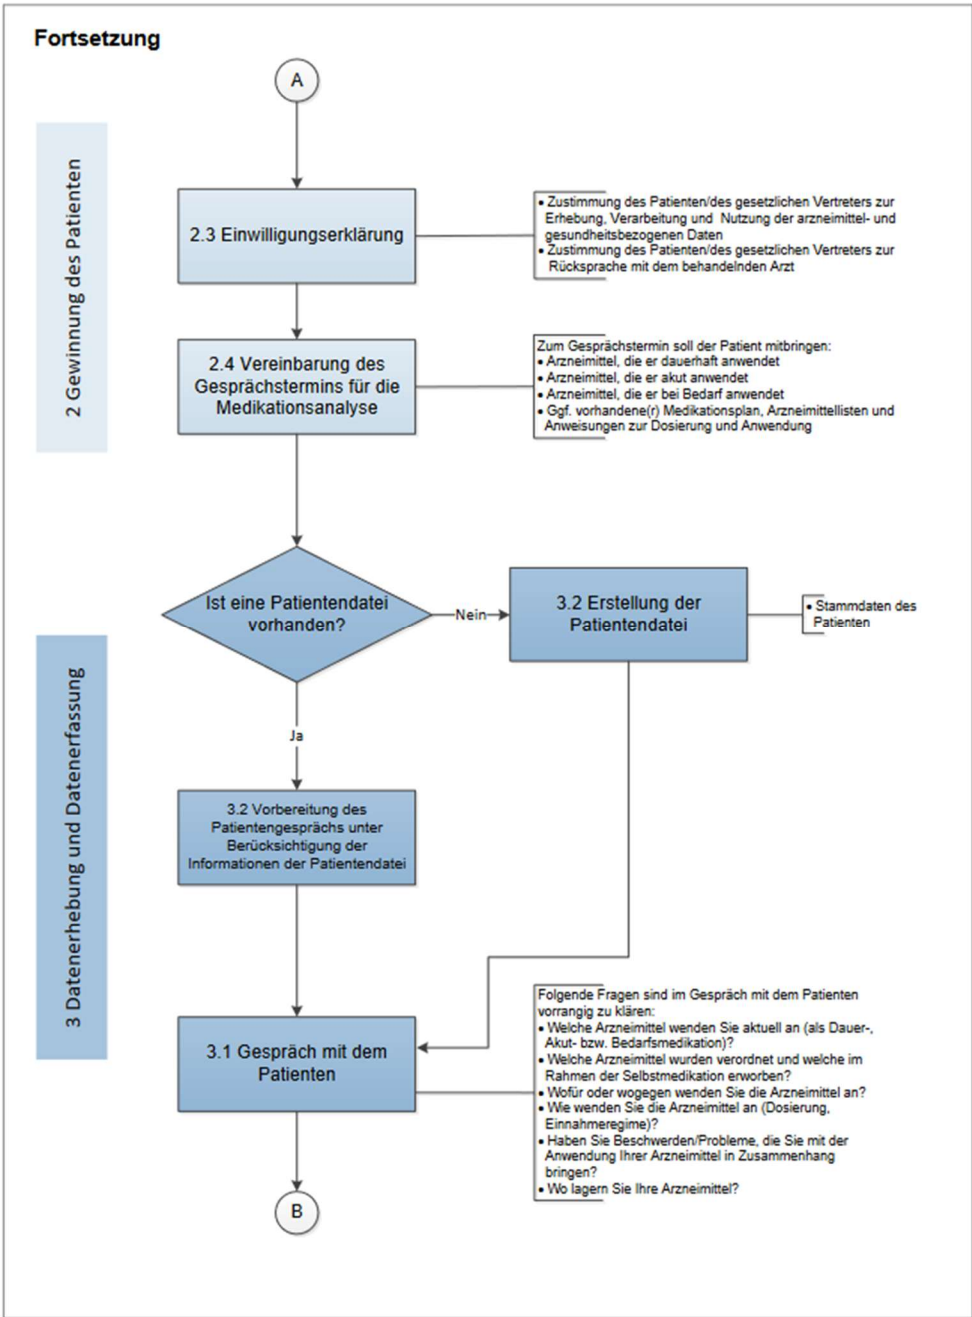 Fortsetzung
A
2 Gewinnung des Patienten
2.3 Einwilligungserklärung
• Zustimmung des Patienten/des gesetzlichen Vertreters zur
Erhebung, Verarbeitung und Nutzung der arzneimittel- und
gesundheitsbezogenen Daten
• Zustimmung des Patienten/des gesetzlichen Vertreters zur
Rücksprache mit dem behandelnden Arzt
2.4 Vereinbarung des
Gesprächstermins für die
Medikationsanalyse
Zum Gesprächstermin soll der Patient mitbringen:
• Arzneimittel, die er dauerhaft anwendet
• Arzneimittel, die er akut anwendet
• Arzneimittel, die er bei Bedarf anwendet
• Ggf. vorhandene(r) Medikationsplan, Arzneimittellisten und
Anweisungen zur Dosierung und Anwendung
3 Datenerhebung und Datenerfassung
Ist eine Patientendatei
vorhanden?
Nein
3.2 Erstellung der
Patientendatei
• Stammdaten des
Patienten
Ja
3.2 Vorbereitung des
Patientengesprächs unter
Berücksichtigung der
Informationen der Patientendatei
3.1 Gespräch mit dem
Patienten
Folgende Fragen sind im Gespräch mit dem Patienten
vorrangig zu klären:
• Welche Arzneimittel wenden Sie aktuell an (als Dauer-,
Akut- bzw. Bedarfsmedikation)?
• Welche Arzneimittel wurden verordnet und welche im
Rahmen der Selbstmedikation erworben?
• Wofür oder wogegen wenden Sie die Arzneimittel an?
• Wie wenden Sie die Arzneimittel an (Dosierung,
Einnahmeregime)?
• Haben Sie Beschwerden/Probleme, die Sie mit der
Anwendung Ihrer Arzneimittel in Zusammenhang
bringen?
• Wo lagern Sie Ihre Arzneimittel?
B